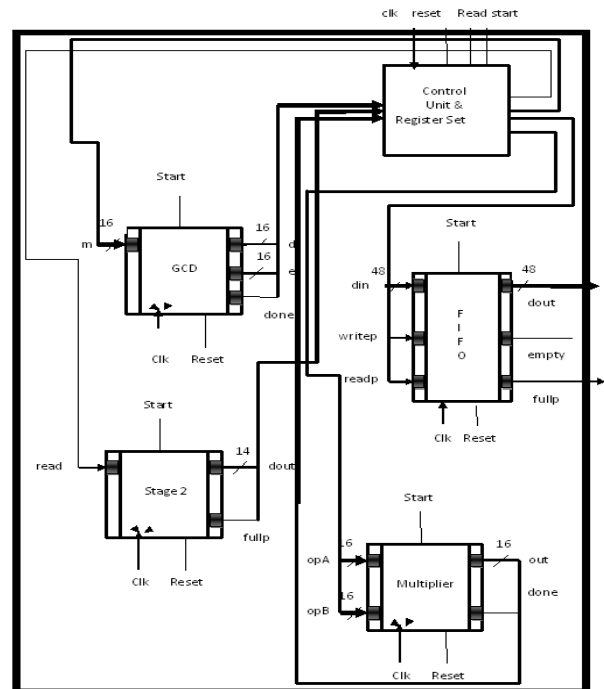 clk reset Read start
Control
Unit &
Register Set
Start
16
m
GCD
16
d
16
e
done
Clk
Reset
Start
48
din
FIFO
48
dout
writep
empty
readp
fullp
Clk
Reset
Start
read
Stage 2
14
dout
fullp
Clk
Reset
Start
16
opA
Multiplier
16
out
done
16
opB
Clk
Reset